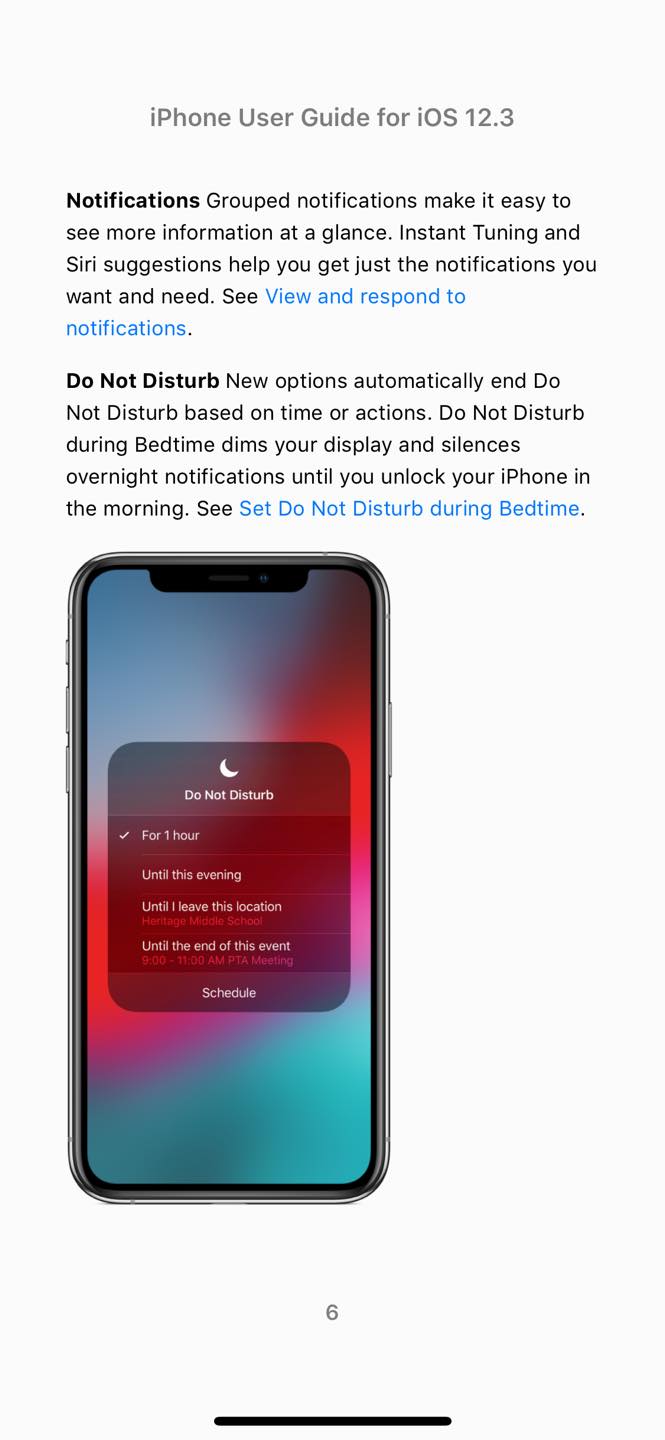 iPhone User Guide for iOS 12.3
Notifications Grouped notifications make it easy to
see more information at a glance. Instant Tuning and
Siri suggestions help you get just the notifications you
want and need. See View and respond to
notifications.
Do Not Disturb New options automatically end Do
Not Disturb based on time or actions. Do Not Disturb
during Bedtime dims your display and silences
overnight notifications until you unlock your iPhone in
the morning. See Set Do Not Disturb during Bedtime.
Do Not Disturb
For 1 hour
Until this evening
Until I leave this location
Heritage Middle School
Until the end of this event
9:00 - 11:00 AM PTA Meeting
Schedule
6